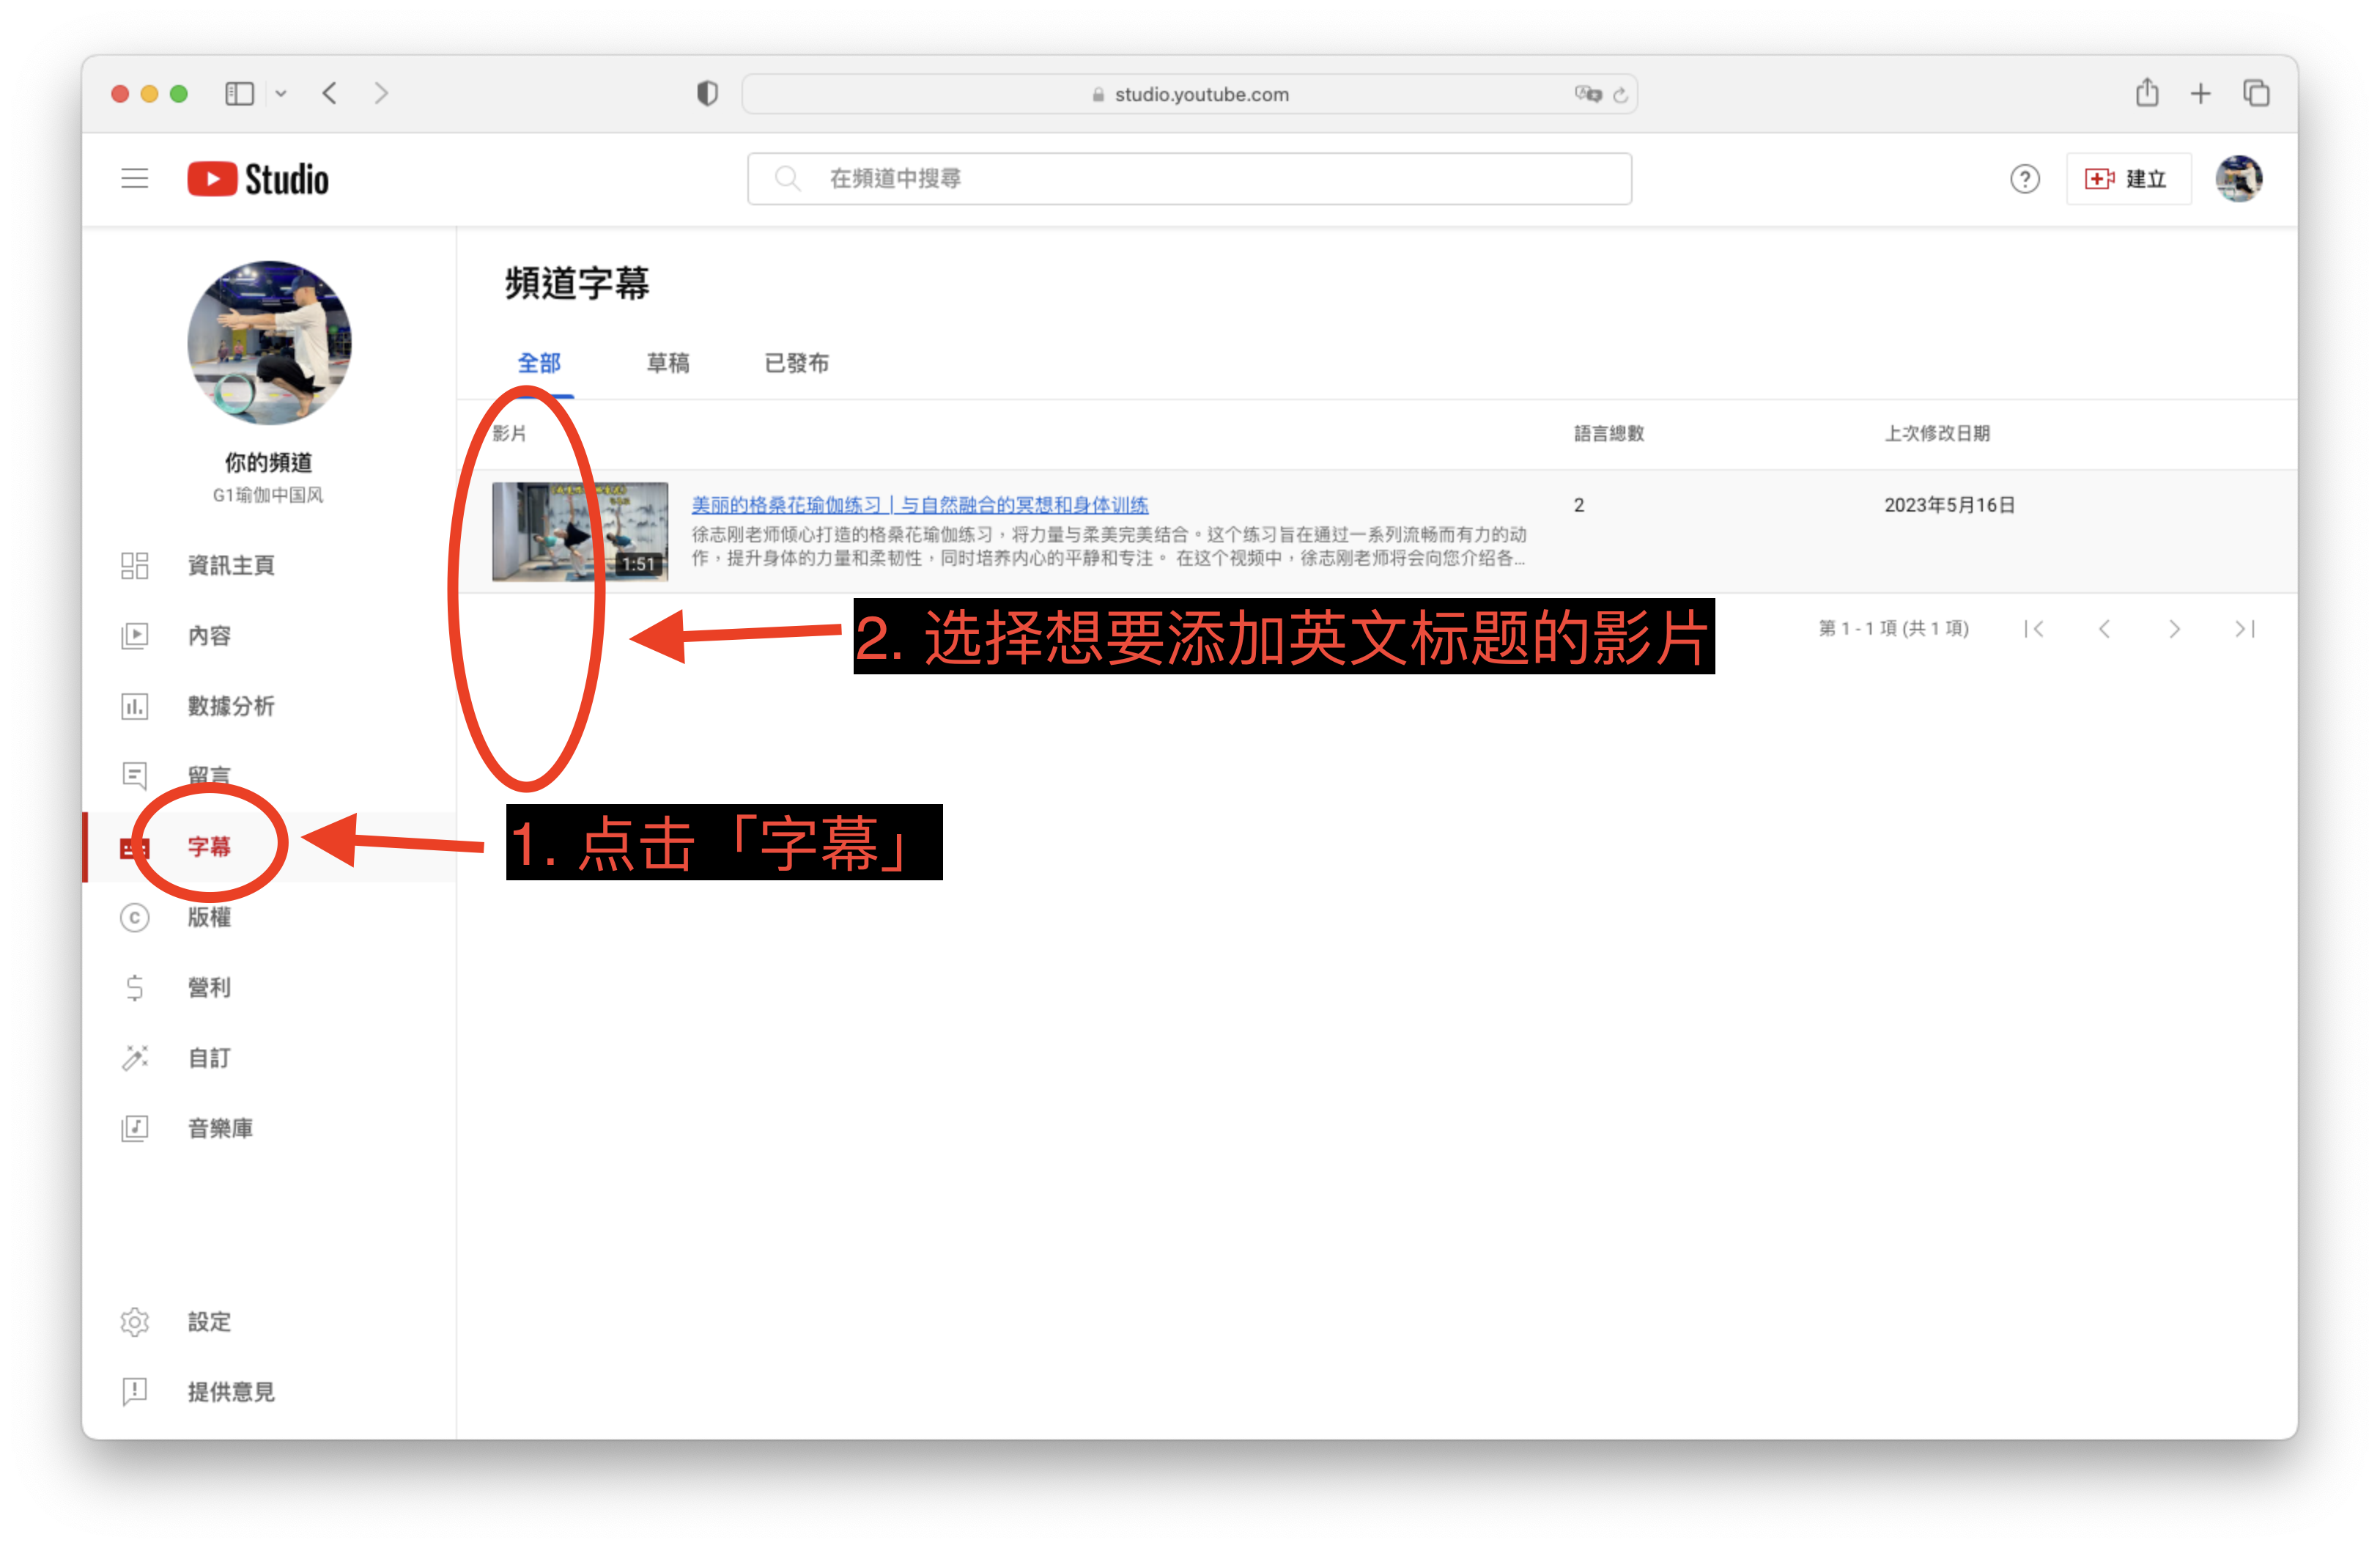 studio.youtube.com
Studio
在頻道中搜尋
建立
你的頻道
G1瑜伽中国风
資訊主頁
內容
數據分析
留言
字幕
版權
營利
自訂
音樂庫
設定
提供意見
頻道字幕
全部 草稿 已發布
影片 語言總數 上次修改日期
1:51
美丽的格桑花瑜伽练习 | 与自然融合的冥想和身体训练 2 2023年5月16日
徐志刚老师倾心打造的格桑花瑜伽练习，将力量与柔美完美结合。这个练习旨在通过一系列流畅而有力的动
作，提升身体的力量和柔韧性，同时培养内心的平静和专注。 在这个视频中，徐志刚老师将会向您介绍各...
2. 选择想要添加英文标题的影片
第 1 - 1 項 (共 1 項)
1. 点击「字幕」